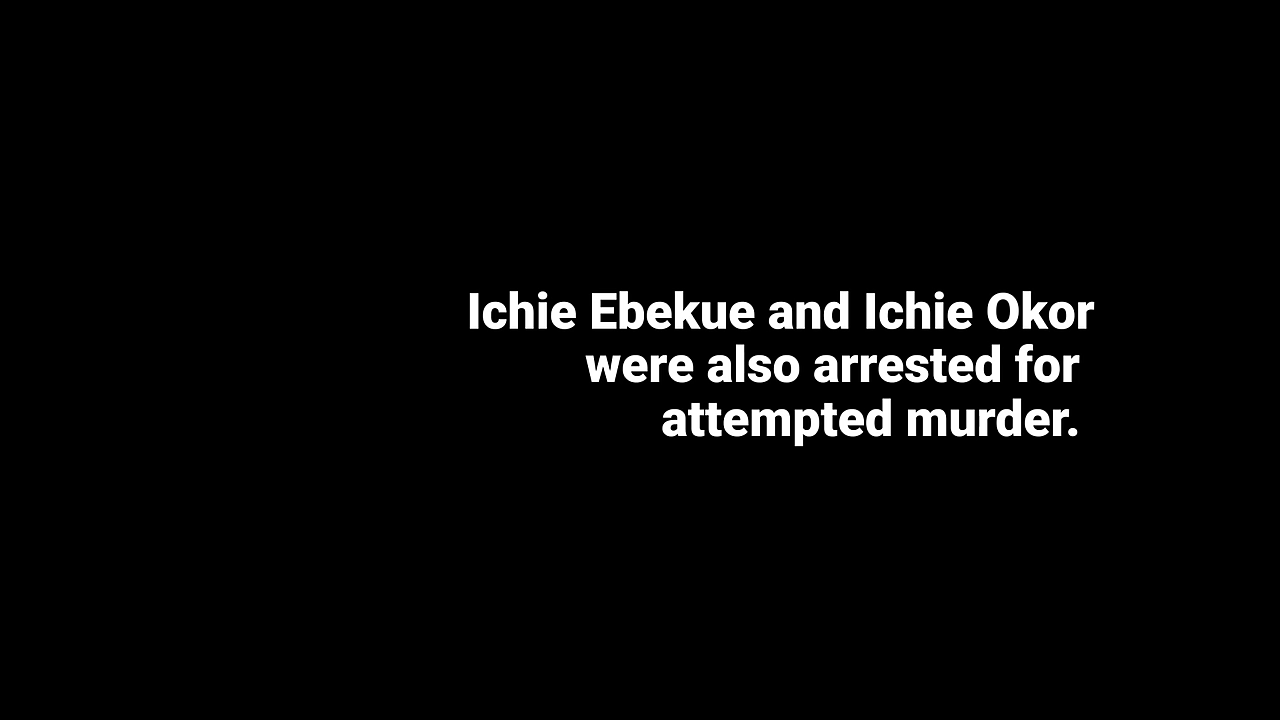 Ichie Ebekue and Ichie Okor
were also arrested for
attempted murder.